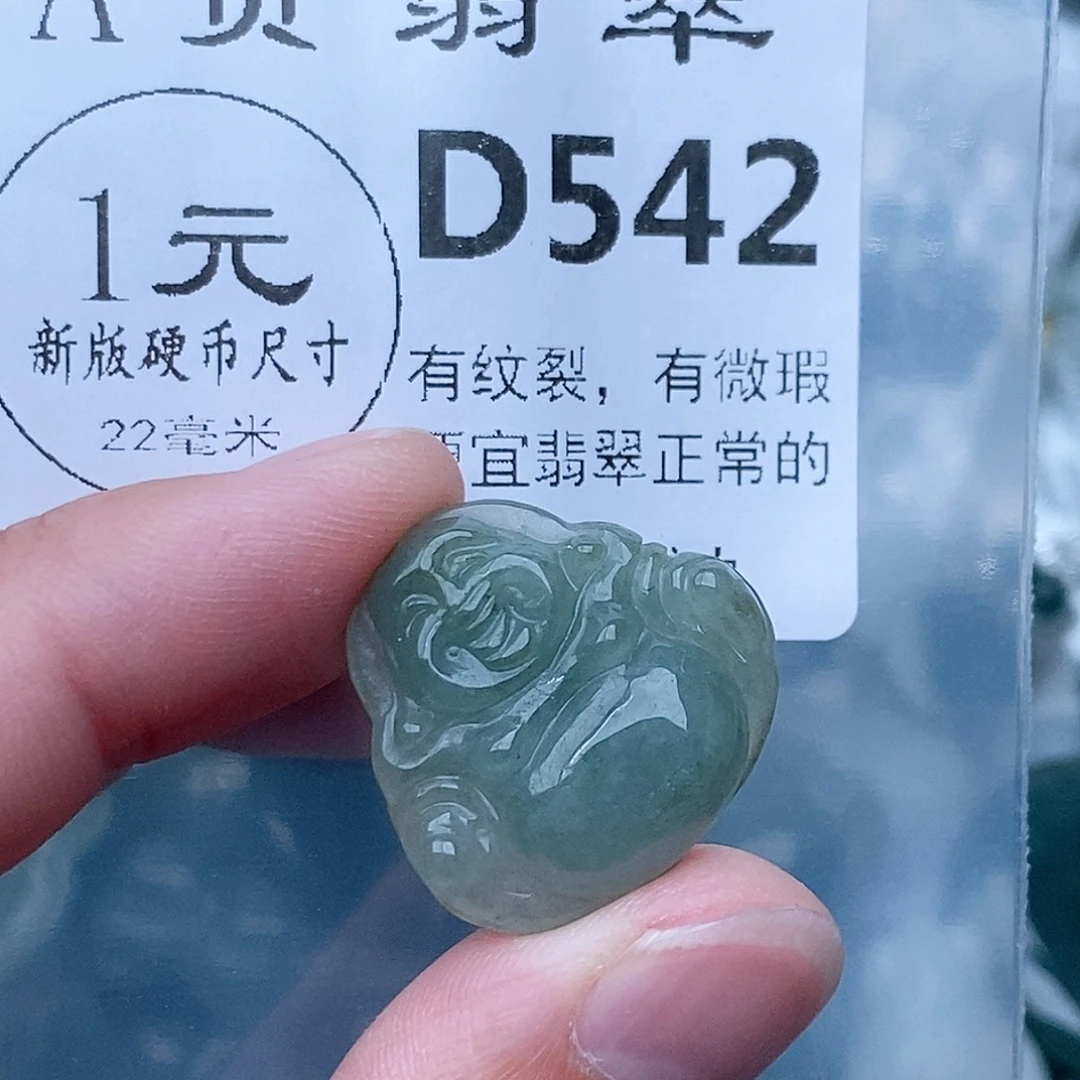 A货翡翠
D542
1元
新版硬币尺寸
22毫米
有纹裂，有微瑕
宜翡翠正常的